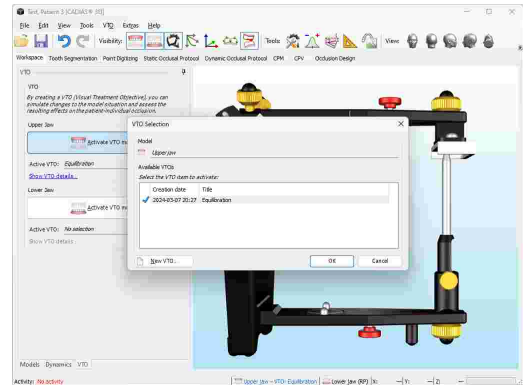 Test, Patient 3 [CADIAS® 3D]
File Edit View Tools VTO Extras Help
Visibility: Tools: View
Workspace Tooth Segmentation Point Digitizing Static Occlusal Protocol Dynamic Occlusal Protocol CPM CPV Occlusion Design
VTO
VTO
By creating a VTO (Visual Treatment Objective), you can
simulate changes to the model situation and assess the
resulting effects on the patient-individual occlusion.
Upper Jaw
Activate VTO
Active VTO: Equilibration
Show VTO details...
Lower Jaw
Activate VTO
Active VTO: No selection
Show VTO details...
VTO Selection
Model
Upper jaw
Available VTOs
Select the VTO item to activate:
Creation date Title
2024-03-07 20:27 Equilibration
New VTO... OK Cancel
Models Dynamics VTO
Activity: No activity Upper Jaw - VTO: Equilibration Lower Jaw (RP) X: — Y: — Z: —